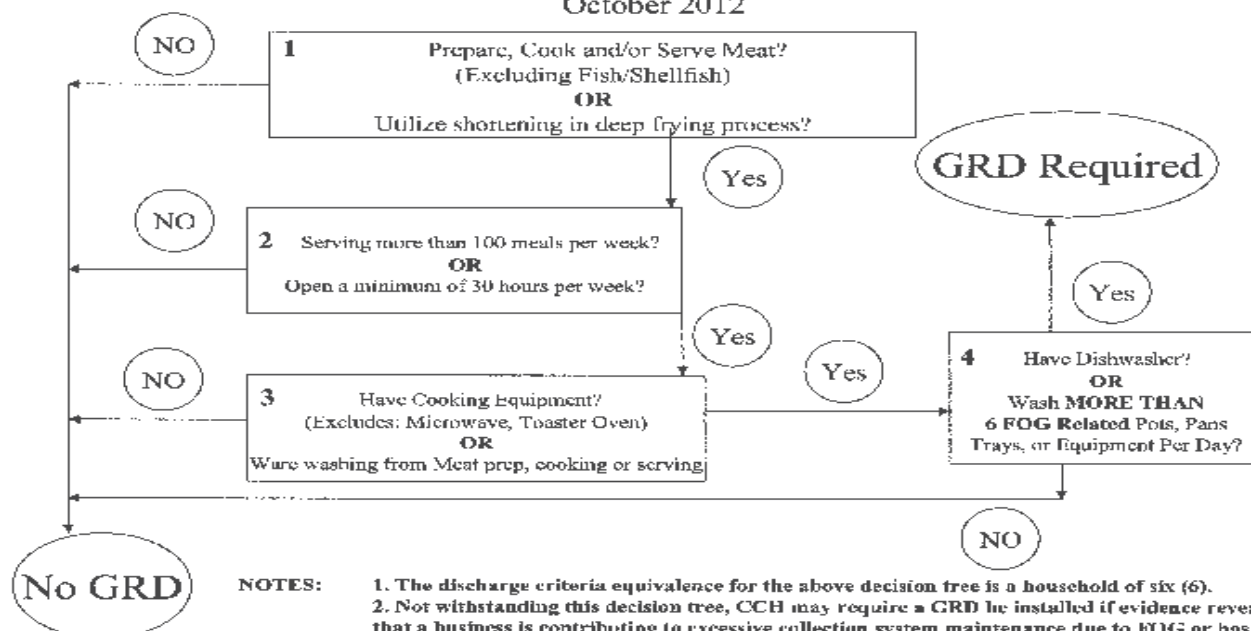 October 2012
NO
1 Prepare, Cook and/or Serve Meat?
(Excluding Fish/Shellfish)
OR
Utilize shortening in deep frying process?
Yes
GRD Required
NO
2 Serving more than 100 meals per week?
OR
Open a minimum of 30 hours per week?
Yes
Yes
Yes
NO
3 Have Cooking Equipment?
(Excludes: Microwave, Toaster Oven)
OR
Ware washing from Meat prep, cooking or serving
4 Have Dishwasher?
OR
Wash MORE THAN
6 FOG Related Pots, Pans
Trays, or Equipment Per Day?
NO
No GRD
NOTES: 1. The discharge criteria equivalence for the above decision tree is a household of six (6).
2. Not withstanding this decision tree, CCH may require a GRD be installed if evidence
that a business is contributing to excessive collection system maintenance due to FOG or